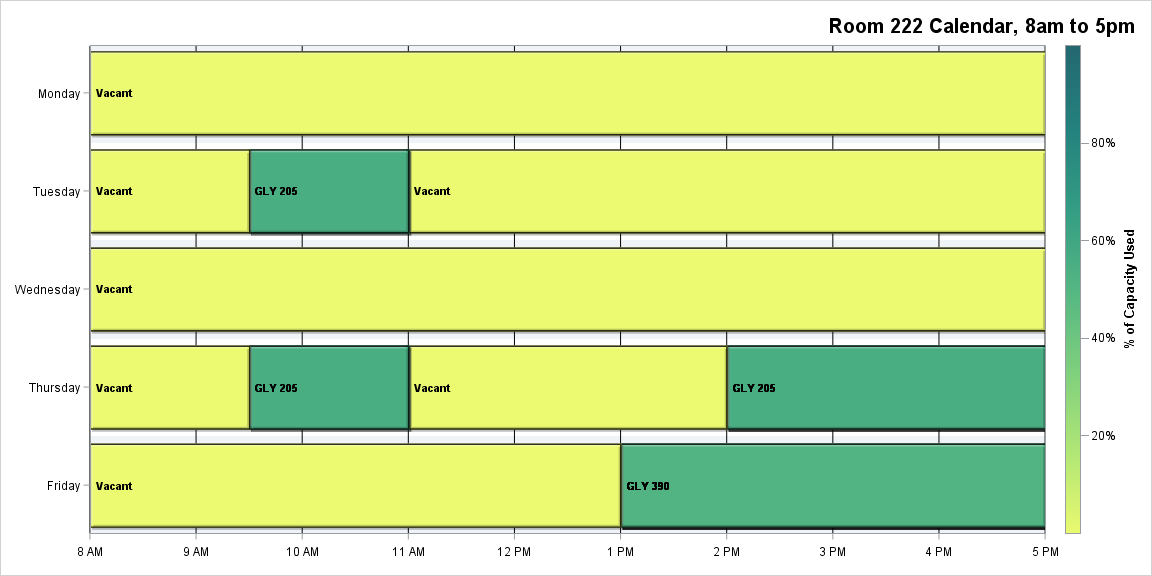 Room 222 Calendar, 8am to 5pm
Monday
Vacant
Tuesday
Vacant
GLY 205
Vacant
Wednesday
Vacant
Thursday
Vacant
GLY 205
Vacant
GLY 205
Friday
Vacant
GLY 390
8 AM
9 AM
10 AM
11 AM
12 PM
1 PM
2 PM
3 PM
4 PM
5 PM
80%
60%
40%
20%
% of Capacity Used